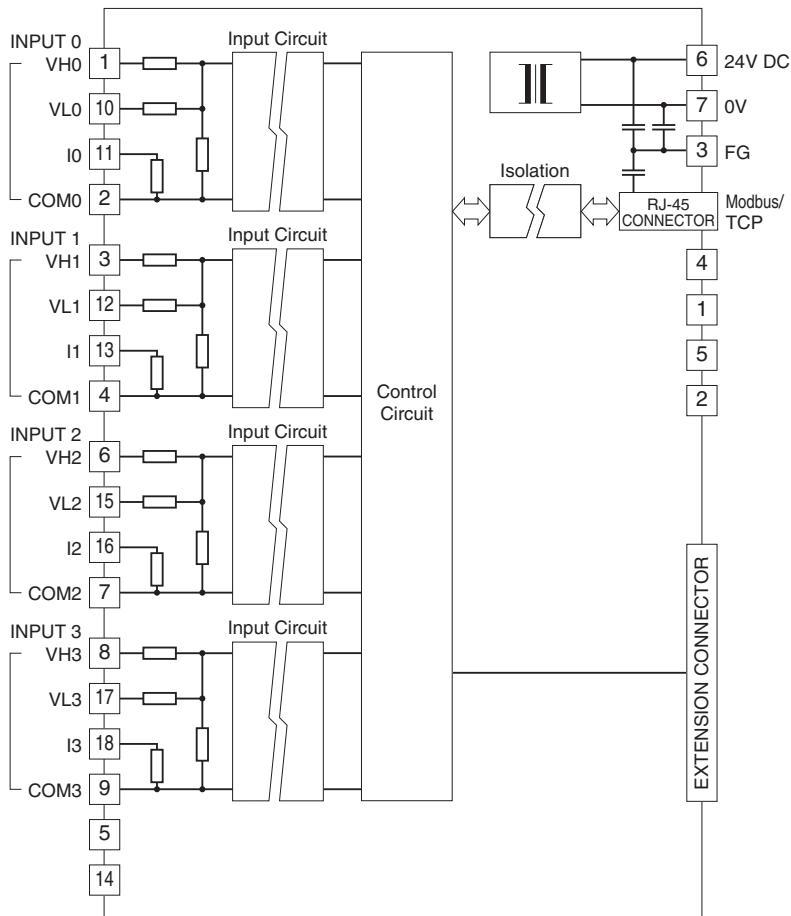 INPUT 0
VH0 1
VL0 10
I0 11
COM0 2
Input Circuit
INPUT 1
VH1 3
VL1 12
I1 13
COM1 4
Input Circuit
INPUT 2
VH2 6
VL2 15
I2 16
COM2 7
Input Circuit
INPUT 3
VH3 8
VL3 17
I3 18
COM3 9
Input Circuit
5
14
Control
Circuit
6 24V DC
7 0V
3 FG
Isolation
RJ-45
CONNECTOR
Modbus/
TCP
4
1
5
2
EXTENSION CONNECTOR